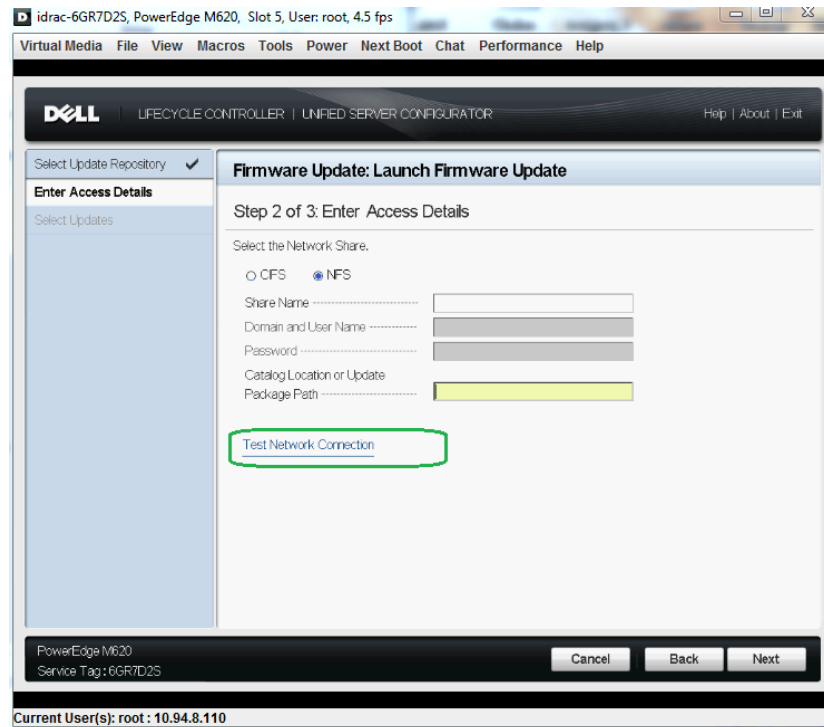 idrac-6GR7D2S, PowerEdge M620, Slot 5, User: root, 4.5 fps
Virtual Media File View Macros Tools Power Next Boot Chat Performance Help
DELL LIFECYCLE CONTROLLER | UNIFIED SERVER CONFIGURATOR Help | About | Exit
Select Update Repository
Enter Access Details
Select Updates
Firmware Update: Launch Firmware Update
Step 2 of 3: Enter Access Details
Select the Network Share.
CIFS NFS
Share Name
Domain and User Name
Password
Catalog Location or Update
Package Path
Test Network Connection
PowerEdge M620
Service Tag: 6GR7D2S
Cancel Back Next
Current User(s): root : 10.94.8.110